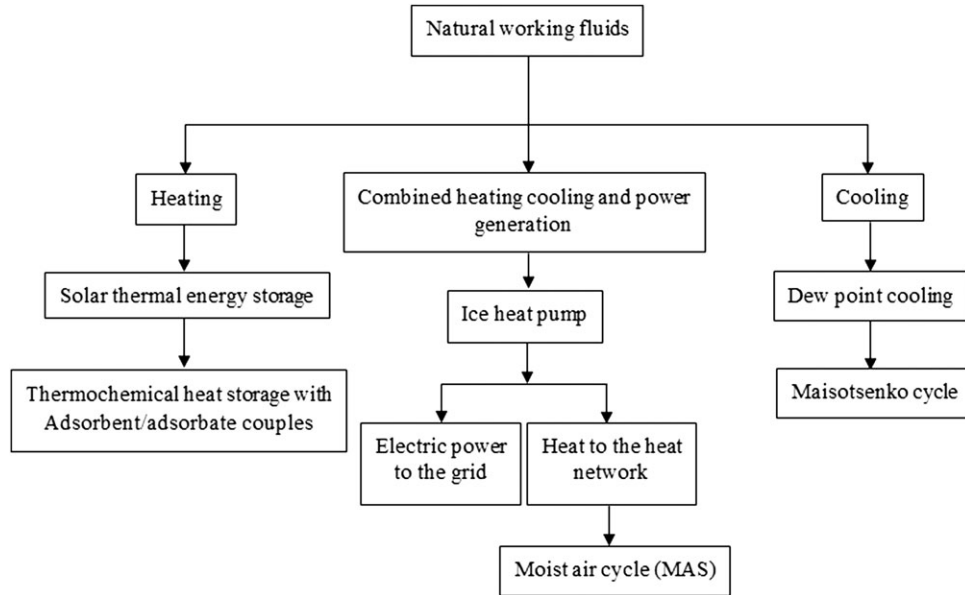 Natural working fluids
Heating
Combined heating cooling and power
generation
Cooling
Solar thermal energy storage
Ice heat pump
Dew point cooling
Thermochemical heat storage with
Adsorbent/adsorbate couples
Maisotsenko cycle
Electric power
to the grid
Heat to the heat
network
Moist air cycle (MAS)